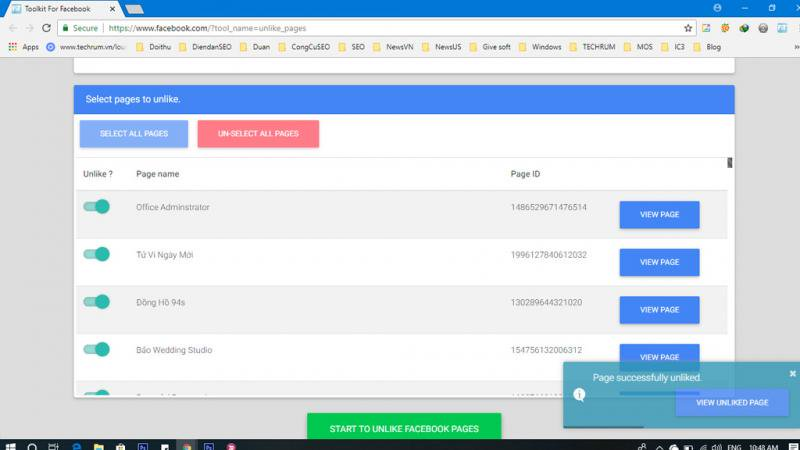 Toolkit For Facebook
Secure https://www.facebook.com/?tool_name=unlike_pages
Apps www.techrum.vn/lou Doithu DiendanSEO Duan CongCuSEO SEO NewsVN NewsUS Give soft Windows TECHRUM MOS IC3 Blog
Select pages to unlike.
SELECT ALL PAGES UN-SELECT ALL PAGES
Unlike ? Page name Page ID
Office Adminstrator 1486529671476514 VIEW PAGE
Tử Vi Ngày Mới 1996127840612032 VIEW PAGE
Đồng Hồ 94s 130289644321020 VIEW PAGE
Bảo Wedding Studio 154756132006312 VIEW PAGE
Page successfully unliked.
VIEW UNLIKED PAGE
START TO UNLIKE FACEBOOK PAGES
ENG 10:48 AM